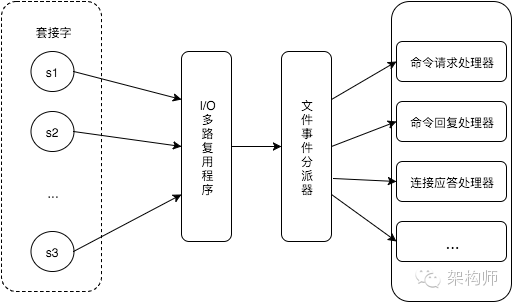 套接字
s1
s2
...
s3
I/O
多
路
复
用
程
序
文
件
事
件
分
派
器
命令请求处理器
命令回复处理器
连接应答处理器
...
架构师